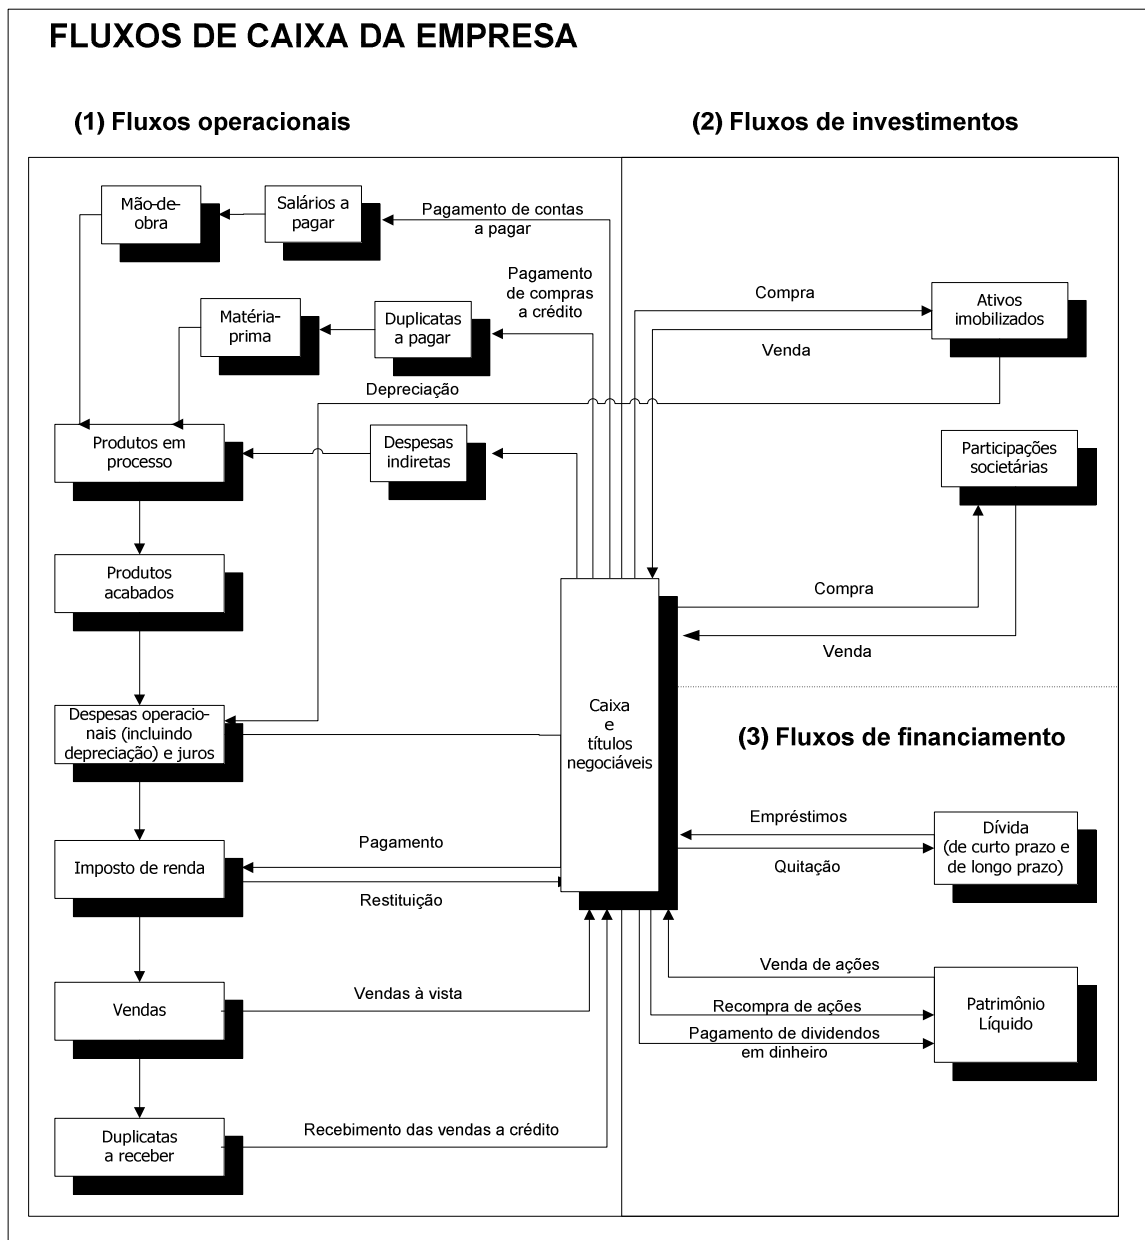 FLUXOS DE CAIXA DA EMPRESA
(1) Fluxos operacionais
(2) Fluxos de investimentos
Mão-de-
obra
Salários a
pagar
Pagamento de contas
a pagar
Pagamento
de compras
a crédito
Matéria-
prima
Duplicatas
a pagar
Depreciação
Produtos em
processo
Despesas
indiretas
Produtos
acabados
Despesas operacio-
nais (incluindo
depreciação) e juros
Imposto de renda
Pagamento
Restituição
Vendas
Vendas à vista
Duplicatas
a receber
Recebimento das vendas a crédito
Caixa
e
títulos
negociáveis
Compra
Venda
Ativos
imobilizados
Participações
societárias
Compra
Venda
(3) Fluxos de financiamento
Empréstimos
Quitação
Dívida
(de curto prazo e
de longo prazo)
Venda de ações
Recompra de ações
Pagamento de dividendos
em dinheiro
Patrimônio
Líquido